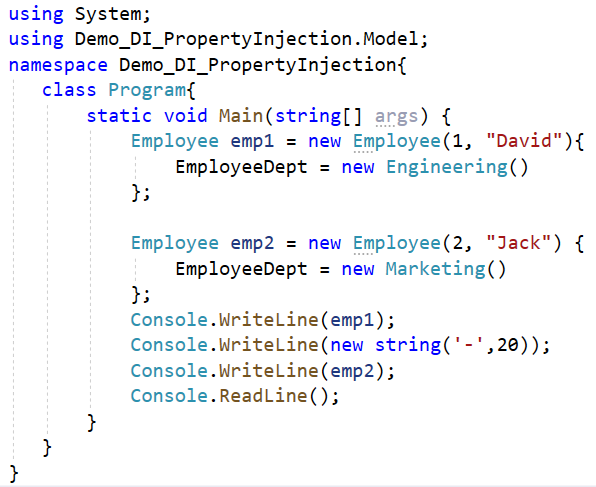 using System;
using Demo_DI_PropertyInjection.Model;
namespace Demo_DI_PropertyInjection{
    class Program{
        static void Main(string[] args) {
            Employee emp1 = new Employee(1, "David"){
                EmployeeDept = new Engineering()
            };

            Employee emp2 = new Employee(2, "Jack") {
                EmployeeDept = new Marketing()
            };
            Console.WriteLine(emp1);
            Console.WriteLine(new string('-',20));
            Console.WriteLine(emp2);
            Console.ReadLine();
        }
    }
}